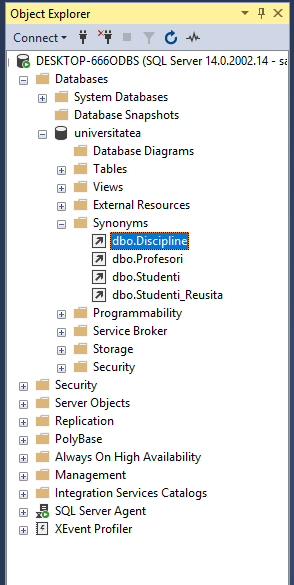 Object Explorer
Connect
DESKTOP-666ODBS (SQL Server 14.0.2002.14 - sa
Databases
System Databases
Database Snapshots
universitatea
Database Diagrams
Tables
Views
External Resources
Synonyms
dbo.Discipline
dbo.Profesori
dbo.Studenti
dbo.Studenti_Reusita
Programmability
Service Broker
Storage
Security
Security
Server Objects
Replication
PolyBase
Always On High Availability
Management
Integration Services Catalogs
SQL Server Agent
XEvent Profiler